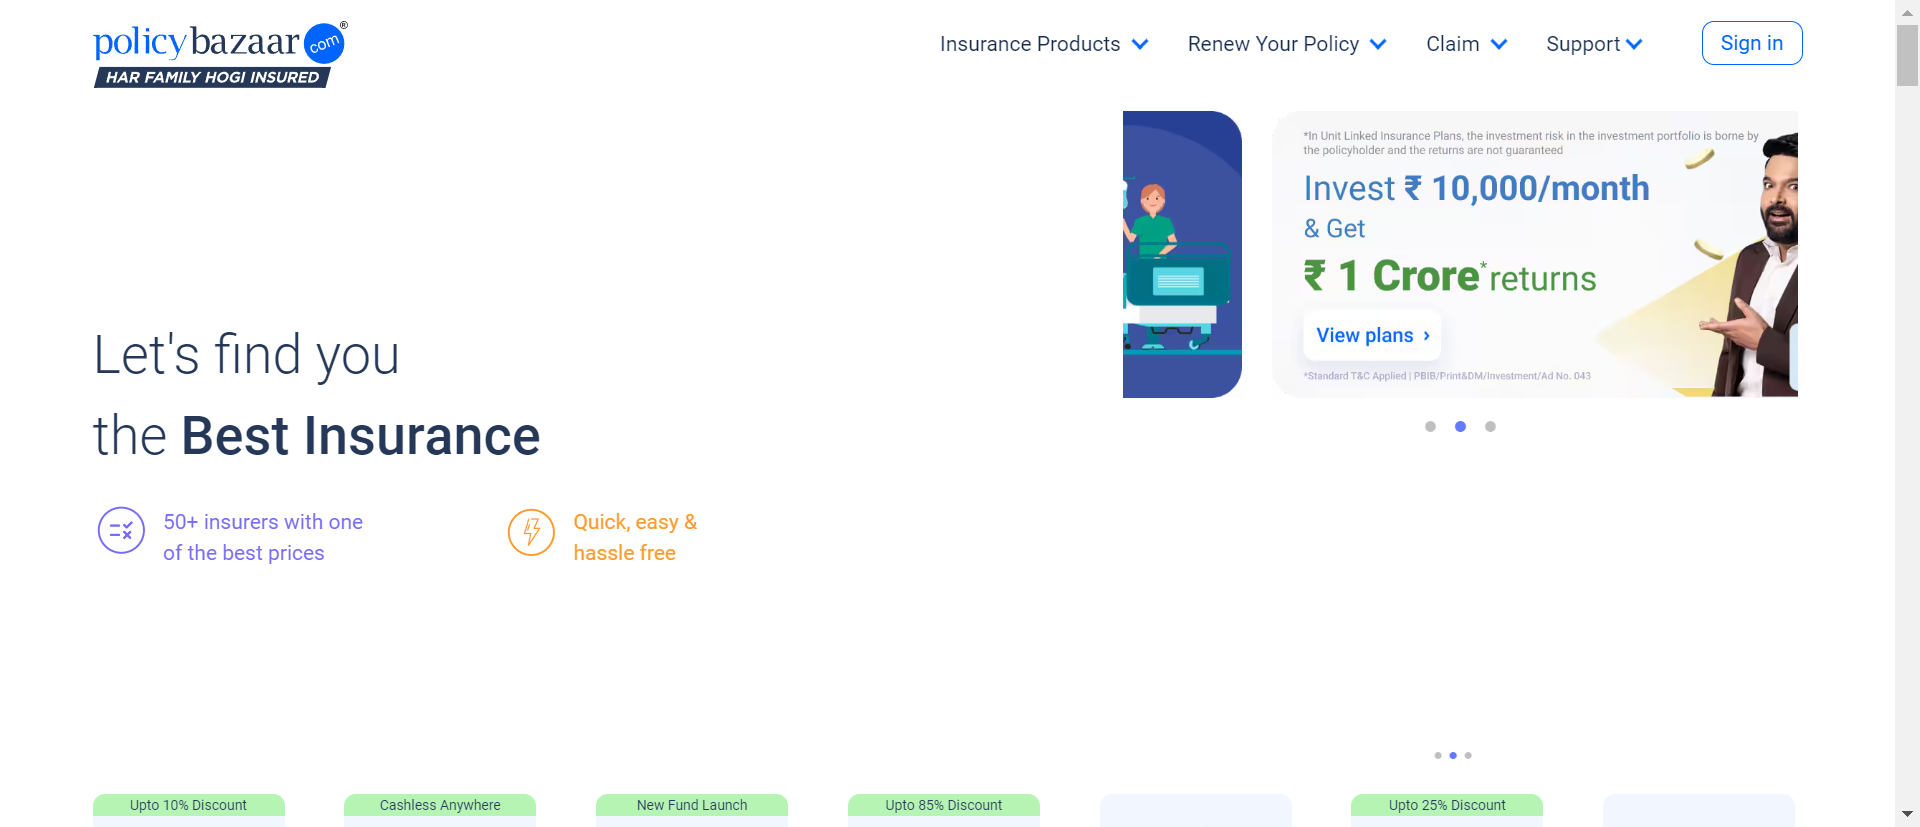 policybazaar.com®
HAR FAMILY HOGI INSURED
Insurance Products
Renew Your Policy
Claim
Support
Sign in
*In Unit Linked Insurance Plans, the investment risk in the investment portfolio is borne by
the policyholder and the returns are not guaranteed
Invest ₹ 10,000/month
& Get
₹ 1 Crore* returns
View plans ›
*Standard T&C Applied | PBIB/Print&DM/Investment/Ad No. 043
Let's find you
the Best Insurance
50+ insurers with one
of the best prices
Quick, easy &
hassle free
Upto 10% Discount
Cashless Anywhere
New Fund Launch
Upto 85% Discount
Upto 25% Discount